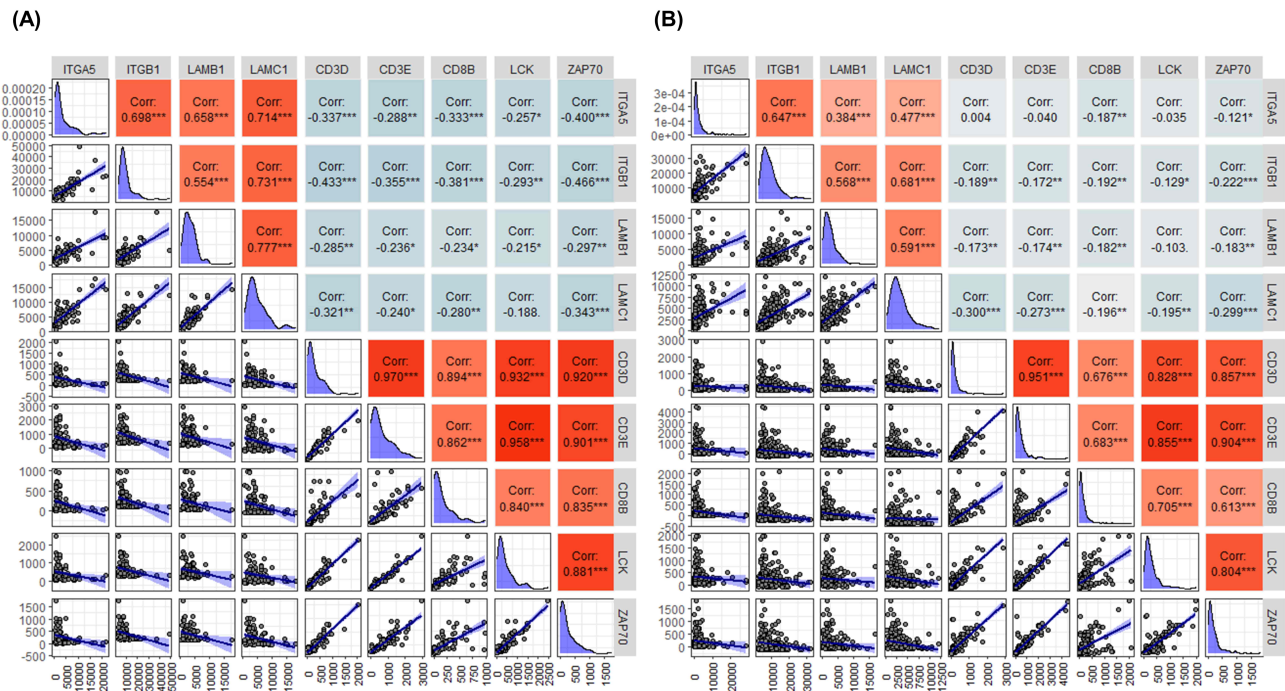 (A)
ITGA5 ITGB1 LAMB1 LAMC1 CD3D CD3E CD8B LCK ZAP70
0.00020
0.00015
0.00010
0.00005
0.00000
Corr: Corr: Corr: Corr: Corr: Corr: Corr: Corr:
0.698*** 0.658*** 0.714*** -0.337*** -0.288** -0.333*** -0.257* -0.400***
ITGA5
50000
40000
30000
20000
10000
Corr: Corr: Corr: Corr: Corr: Corr: Corr:
0.554*** 0.731*** -0.433*** -0.355*** -0.381*** -0.293** -0.466***
ITGB1
15000
10000
5000
0
Corr: Corr: Corr: Corr: Corr: Corr:
0.777*** -0.285** -0.236* -0.234* -0.215* -0.297**
LAMB1
15000
10000
5000
0
Corr: Corr: Corr: Corr: Corr:
-0.321** -0.240* -0.280** -0.188. -0.343***
LAMC1
2000
1500
1000
500
0
-500
Corr: Corr: Corr: Corr:
0.970*** 0.894*** 0.932*** 0.920***
CD3D
3000
2000
1000
0
Corr: Corr: Corr:
0.862*** 0.958*** 0.901***
CD3E
1000
500
0
Corr: Corr:
0.840*** 0.835***
CD8B
2000
1000
0
Corr:
0.881***
LCK
1500
1000
500
0
-500
ZAP70
0 5000 10000 15000 20000
0 5000 10000 15000
0 5000 10000 15000
0 500 1000 1500 2000
0 1000 2000 3000
0 250 500 750 1000
0 500 1000 1500 2000 2500
0 500 1000 1500
(B)
ITGA5 ITGB1 LAMB1 LAMC1 CD3D CD3E CD8B LCK ZAP70
3e-04
2e-04
1e-04
0e+00
Corr: Corr: Corr: Corr: Corr: Corr: Corr: Corr:
0.647*** 0.384*** 0.477*** 0.004 -0.040 -0.187** -0.035 -0.121*
ITGA5
30000
20000
10000
Corr: Corr: Corr: Corr: Corr: Corr: Corr:
0.568*** 0.681*** -0.189** -0.172** -0.192** -0.129* -0.222***
ITGB1
15000
10000
5000
0
Corr: Corr: Corr: Corr: Corr: Corr:
0.591*** -0.173** -0.174** -0.182** -0.103. -0.183**
LAMB1
12500
10000
7500
5000
2500
0
Corr: Corr: Corr: Corr: Corr:
-0.300*** -0.273*** -0.196** -0.195** -0.299***
LAMC1
3000
2000
1000
0
Corr: Corr: Corr: Corr:
0.951*** 0.676*** 0.828*** 0.857***
CD3D
4000
3000
2000
1000
0
Corr: Corr: Corr:
0.683*** 0.855*** 0.904***
CD3E
2000
1500
1000
500
0
-500
Corr: Corr:
0.705*** 0.613***
CD8B
2000
1500
1000
500
0
Corr:
0.804***
LCK
1500
1000
500
0
ZAP70
0 10000 20000
10000 20000 30000
0 5000 10000 15000
0 2500 5000 7500 10000
0 1000 2000 3000
0 1000 2000 3000 4000
0 500 1000 1500 2000
0 500 1000 1500 2000
0 500 1000 1500